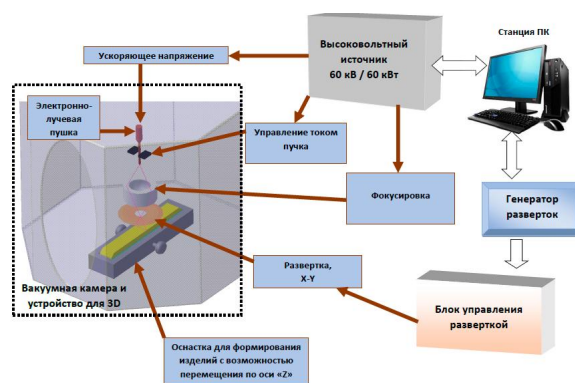 Ускоряющее напряжение
Высоковольтный
источник
60 кВ / 60 кВт
Станция ПК
Электронно-
лучевая
пушка
Управление током
пучка
Фокусировка
Генератор
разверток
Развертка,
X-Y
Вакуумная камера и
устройство для 3D
Блок управления
разверткой
Оснастка для формирования
изделий с возможностью
перемещения по оси «Z»